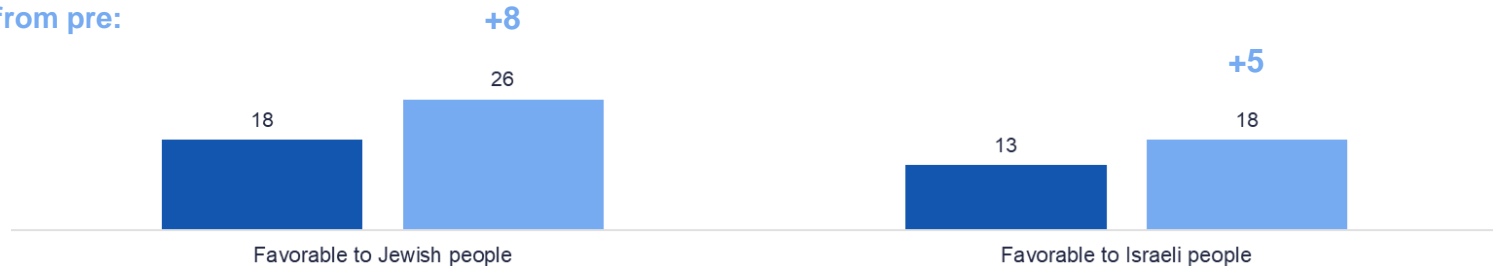 from pre:
+8
+5
26
18
18
13
Favorable to Jewish people
Favorable to Israeli people